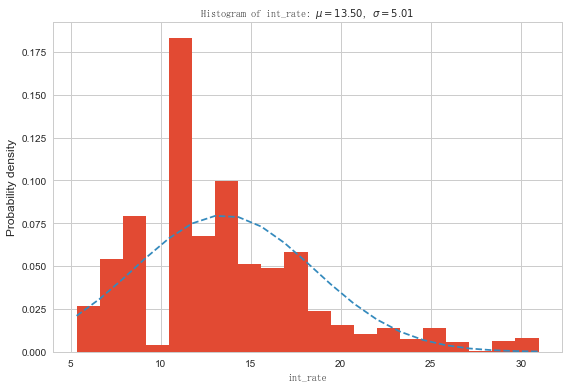 Histogram of int_rate: μ = 13.50, σ = 5.01
Probability density
0.175
0.150
0.125
0.100
0.075
0.050
0.025
0.000
5 10 15 20 25 30
int_rate